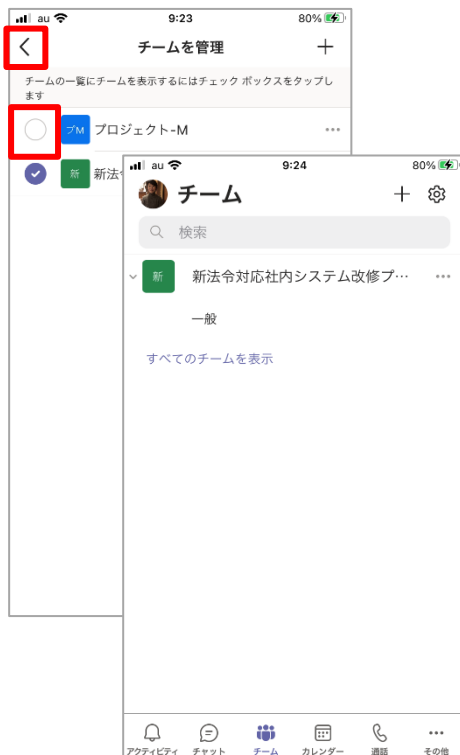 au 9:23 80%
チームを管理
チームの一覧にチームを表示するにはチェック ボックスをタップし
ます
プM プロジェクト-M
新 新法
au 9:24 80%
チーム
検索
新 新法令対応社内システム改修プ…
一般
すべてのチームを表示
アクティビティ チャット チーム カレンダー 通話 その他